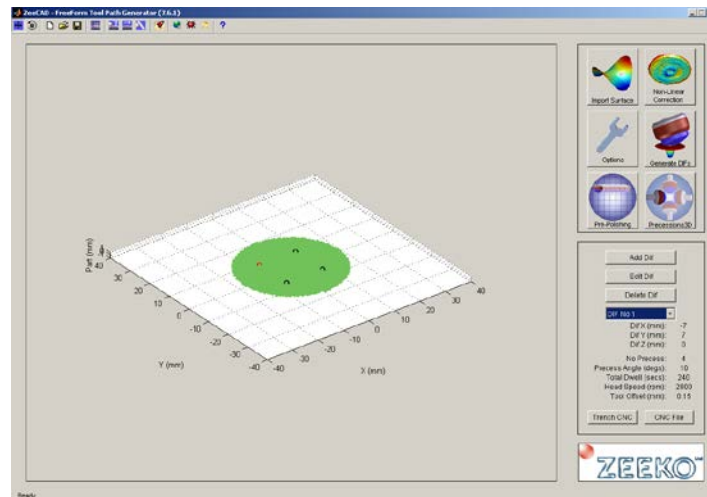 ZeeCAD - FreeForm Tool Path Generator (7.6.1)
?
Import Surface
Non-Linear Correction
Options
Generate DIFs
Pre-Polishing
Precessions3D
Part (mm)
40
30
20
10
0
-10
-20
-30
-40
Y (mm)
-40
-30
-20
-10
0
10
20
30
40
X (mm)
Add Dif
Edit Dif
Delete Dif
Dif No 1
Dif X (mm): -7
Dif Y (mm): 7
Dif Z (mm): 0
No Precess: 4
Precess Angle (degs): 10
Total Dwell (secs): 240
Head Speed (rpm): 2000
Tool Offset (mm): 0.15
Trench CNC
CNC File
ZEEKO
Ready